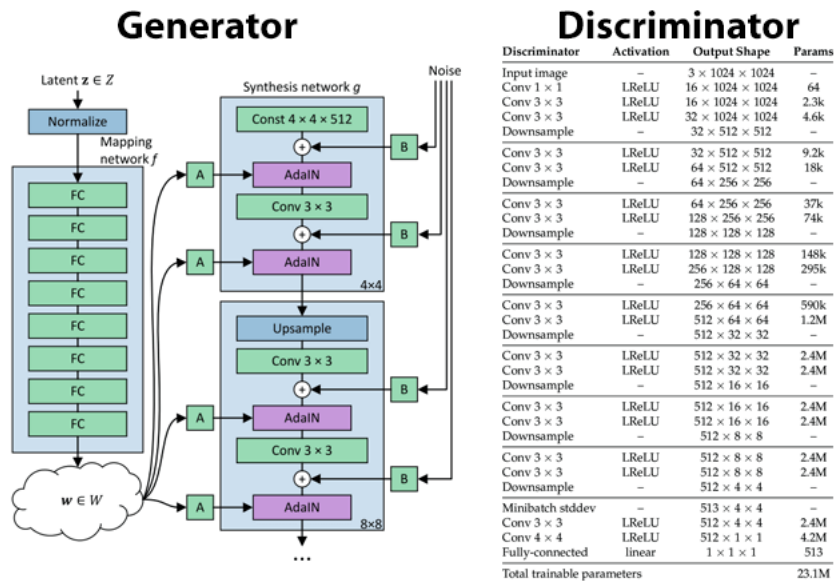 Generator
Latent z ∈ Z
Normalize
Mapping
network f
FC
FC
FC
FC
FC
FC
FC
FC
w ∈ W
Noise
Synthesis network g
Const 4 × 4 × 512
+
B
A
AdaIN
Conv 3 × 3
+
B
A
AdaIN
4×4
Upsample
Conv 3 × 3
+
B
A
AdaIN
Conv 3 × 3
+
B
A
AdaIN
8×8
...
Discriminator
Discriminator Activation Output Shape Params
Input image – 3 × 1024 × 1024 –
Conv 1 × 1 LReLU 16 × 1024 × 1024 64
Conv 3 × 3 LReLU 16 × 1024 × 1024 2.3k
Conv 3 × 3 LReLU 32 × 1024 × 1024 4.6k
Downsample – 32 × 512 × 512 –
Conv 3 × 3 LReLU 32 × 512 × 512 9.2k
Conv 3 × 3 LReLU 64 × 512 × 512 18k
Downsample – 64 × 256 × 256 –
Conv 3 × 3 LReLU 64 × 256 × 256 37k
Conv 3 × 3 LReLU 128 × 256 × 256 74k
Downsample – 128 × 128 × 128 –
Conv 3 × 3 LReLU 128 × 128 × 128 148k
Conv 3 × 3 LReLU 256 × 128 × 128 295k
Downsample – 256 × 64 × 64 –
Conv 3 × 3 LReLU 256 × 64 × 64 590k
Conv 3 × 3 LReLU 512 × 64 × 64 1.2M
Downsample – 512 × 32 × 32 –
Conv 3 × 3 LReLU 512 × 32 × 32 2.4M
Conv 3 × 3 LReLU 512 × 32 × 32 2.4M
Downsample – 512 × 16 × 16 –
Conv 3 × 3 LReLU 512 × 16 × 16 2.4M
Conv 3 × 3 LReLU 512 × 16 × 16 2.4M
Downsample – 512 × 8 × 8 –
Conv 3 × 3 LReLU 512 × 8 × 8 2.4M
Conv 3 × 3 LReLU 512 × 8 × 8 2.4M
Downsample – 512 × 4 × 4 –
Minibatch stddev – 513 × 4 × 4 –
Conv 3 × 3 LReLU 512 × 4 × 4 2.4M
Conv 4 × 4 LReLU 512 × 1 × 1 4.2M
Fully-connected linear 1 × 1 × 1 513
Total trainable parameters 23.1M